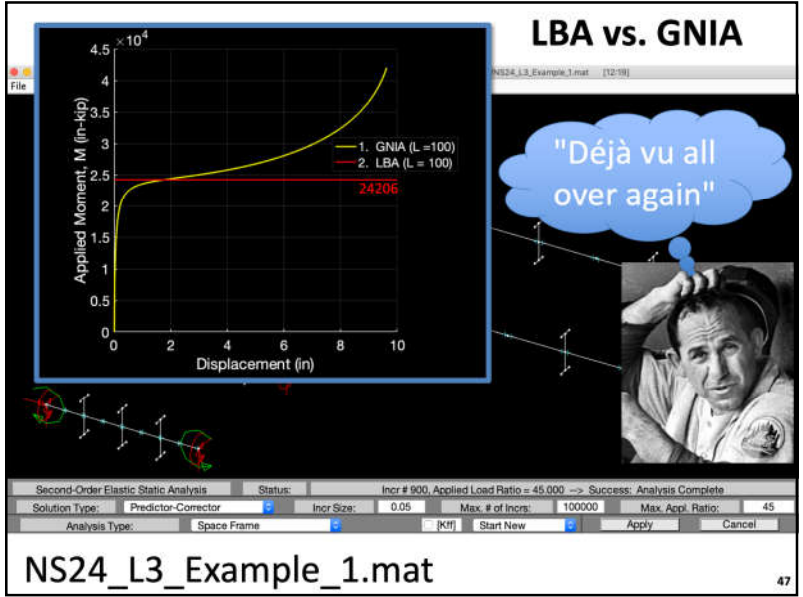 LBA vs. GNIA
NS24_L3_Example_1.mat [12:19]
File
×10⁴
4.5
4
3.5
3
2.5
2
1.5
1
0.5
0
Applied Moment, M (in-kip)
1. GNIA (L =100)
2. LBA (L = 100)
24206
0 2 4 6 8 10
Displacement (in)
"Déjà vu all
over again"
Second-Order Elastic Static Analysis Status: Incr # 900, Applied Load Ratio = 45.000 --> Success: Analysis Complete
Solution Type: Predictor-Corrector Incr Size: 0.05 Max. # of Incrs: 100000 Max. Appl. Ratio: 45
Analysis Type: Space Frame [Kff] Start New Apply Cancel
NS24_L3_Example_1.mat
47